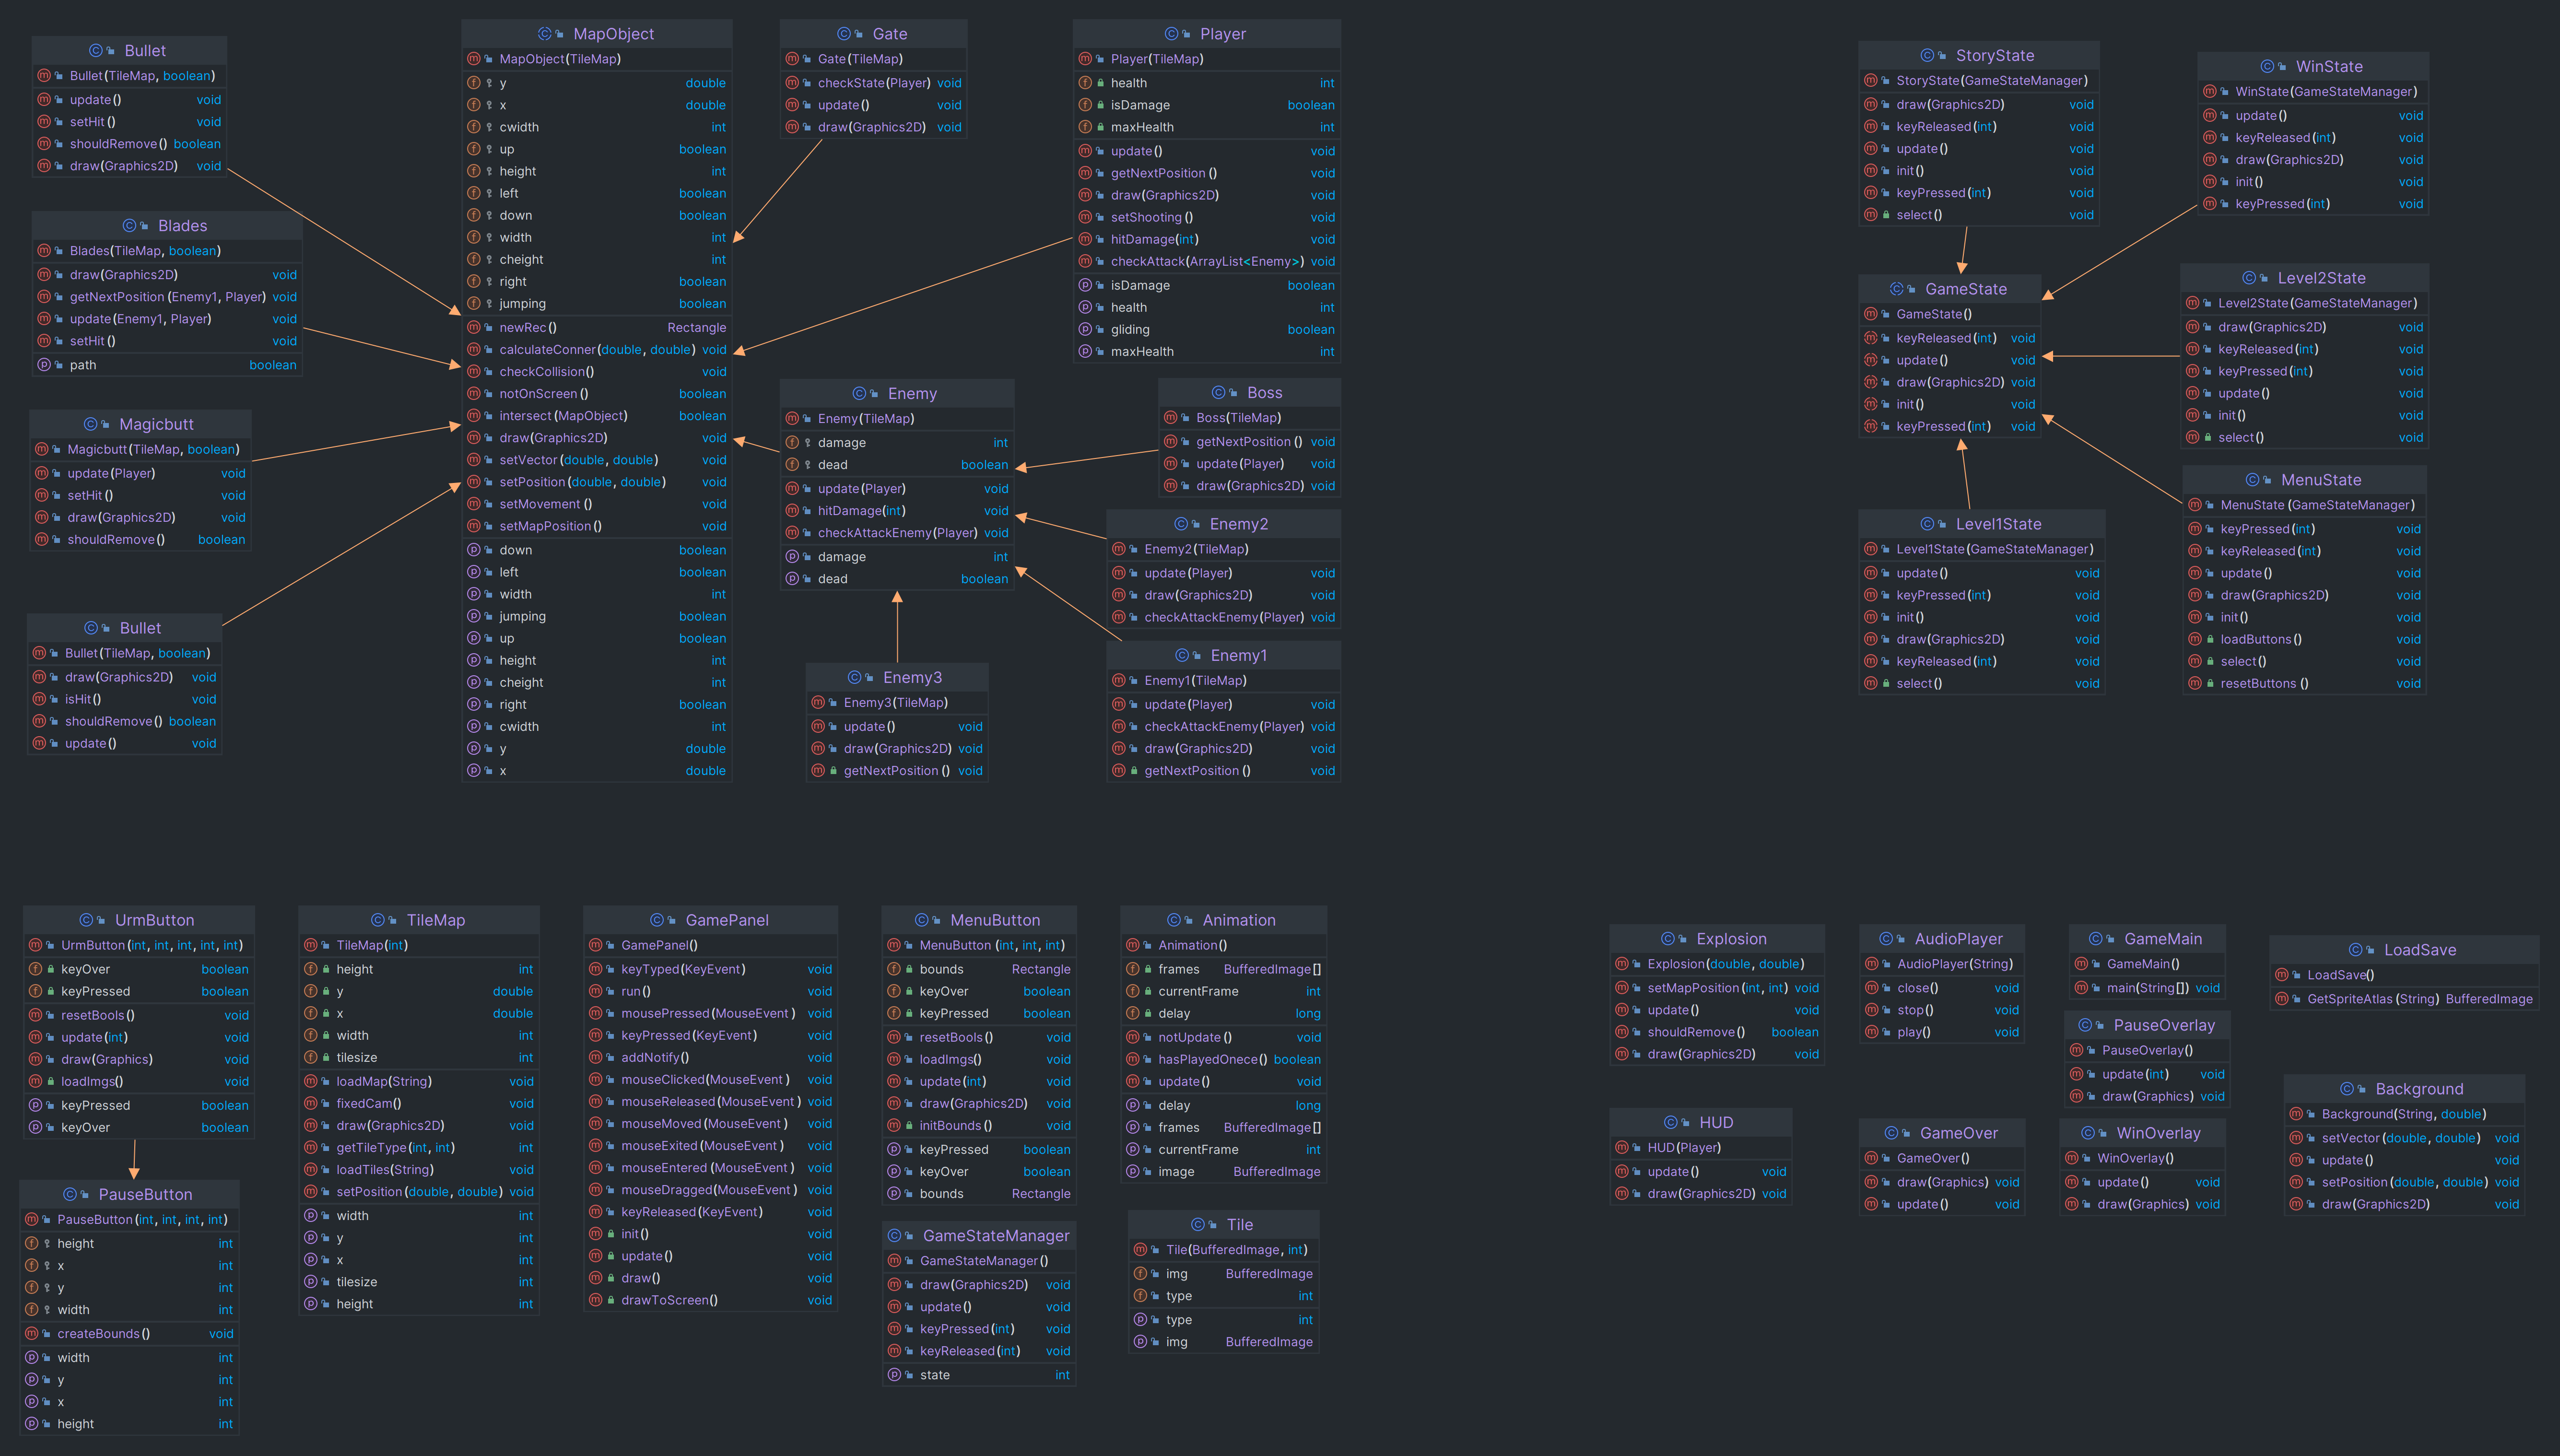 Bullet
Bullet(TileMap, boolean)
update() void
setHit() void
shouldRemove() boolean
draw(Graphics2D) void
Blades
Blades(TileMap, boolean)
draw(Graphics2D) void
getNextPosition(Enemy1, Player) void
update(Enemy1, Player) void
setHit() void
path boolean
Magicbutt
Magicbutt(TileMap, boolean)
update(Player) void
setHit() void
draw(Graphics2D) void
shouldRemove() boolean
Bullet
Bullet(TileMap, boolean)
draw(Graphics2D) void
isHit() void
shouldRemove() boolean
update() void
MapObject
MapObject(TileMap)
y double
x double
cwidth int
up boolean
height int
left boolean
down boolean
width int
cheight int
right boolean
jumping boolean
newRec() Rectangle
calculateConner(double, double) void
checkCollision() void
notOnScreen() boolean
intersect(MapObject) boolean
draw(Graphics2D) void
setVector(double, double) void
setPosition(double, double) void
setMovement() void
setMapPosition() void
down boolean
left boolean
width int
jumping boolean
up boolean
height int
cheight int
right boolean
cwidth int
y double
x double
Gate
Gate(TileMap)
checkState(Player) void
update() void
draw(Graphics2D) void
Player
Player(TileMap)
health int
isDamage boolean
maxHealth int
update() void
getNextPosition() void
draw(Graphics2D) void
setShooting() void
hitDamage(int) void
checkAttack(ArrayList<Enemy>) void
isDamage boolean
health int
gliding boolean
maxHealth int
Enemy
Enemy(TileMap)
damage int
dead boolean
update(Player) void
hitDamage(int) void
checkAttackEnemy(Player) void
damage int
dead boolean
Boss
Boss(TileMap)
getNextPosition() void
update(Player) void
draw(Graphics2D) void
Enemy2
Enemy2(TileMap)
update(Player) void
draw(Graphics2D) void
checkAttackEnemy(Player) void
Enemy1
Enemy1(TileMap)
update(Player) void
checkAttackEnemy(Player) void
draw(Graphics2D) void
getNextPosition() void
Enemy3
Enemy3(TileMap)
update() void
draw(Graphics2D) void
getNextPosition() void
StoryState
StoryState(GameStateManager)
draw(Graphics2D) void
keyReleased(int) void
update() void
init() void
keyPressed(int) void
select() void
WinState
WinState(GameStateManager)
update() void
keyReleased(int) void
draw(Graphics2D) void
init() void
keyPressed(int) void
GameState
GameState()
keyReleased(int) void
update() void
draw(Graphics2D) void
init() void
keyPressed(int) void
Level2State
Level2State(GameStateManager)
draw(Graphics2D) void
keyReleased(int) void
keyPressed(int) void
update() void
init() void
select() void
Level1State
Level1State(GameStateManager)
update() void
keyPressed(int) void
init() void
draw(Graphics2D) void
keyReleased(int) void
select() void
MenuState
MenuState(GameStateManager)
keyPressed(int) void
keyReleased(int) void
update() void
draw(Graphics2D) void
init() void
loadButtons() void
select() void
resetButtons() void
UrmButton
UrmButton(int, int, int, int, int)
keyOver boolean
keyPressed boolean
resetBools() void
update(int) void
draw(Graphics) void
loadImgs() void
keyPressed boolean
keyOver boolean
PauseButton
PauseButton(int, int, int, int)
height int
x int
y int
width int
createBounds() void
width int
y int
x int
height int
TileMap
TileMap(int)
height int
y double
x double
width int
tilesize int
loadMap(String) void
fixedCam() void
draw(Graphics2D) void
getTileType(int, int) int
loadTiles(String) void
setPosition(double, double) void
width int
y int
x int
tilesize int
height int
GamePanel
GamePanel()
keyTyped(KeyEvent) void
run() void
mousePressed(MouseEvent) void
keyPressed(KeyEvent) void
addNotify() void
mouseClicked(MouseEvent) void
mouseReleased(MouseEvent) void
mouseMoved(MouseEvent) void
mouseExited(MouseEvent) void
mouseEntered(MouseEvent) void
mouseDragged(MouseEvent) void
keyReleased(KeyEvent) void
init() void
update() void
draw() void
drawToScreen() void
MenuButton
MenuButton(int, int, int)
bounds Rectangle
keyOver boolean
keyPressed boolean
resetBools() void
loadImgs() void
update(int) void
draw(Graphics2D) void
initBounds() void
keyPressed boolean
keyOver boolean
bounds Rectangle
GameStateManager
GameStateManager()
draw(Graphics2D) void
update() void
keyPressed(int) void
keyReleased(int) void
state int
Animation
Animation()
frames BufferedImage[]
currentFrame int
delay long
notUpdate() void
hasPlayedOnece() boolean
update() void
delay long
frames BufferedImage[]
currentFrame int
image BufferedImage
Tile
Tile(BufferedImage, int)
img BufferedImage
type int
type int
img BufferedImage
Explosion
Explosion(double, double)
setMapPosition(int, int) void
update() void
shouldRemove() boolean
draw(Graphics2D) void
HUD
HUD(Player)
update() void
draw(Graphics2D) void
AudioPlayer
AudioPlayer(String)
close() void
stop() void
play() void
GameOver
GameOver()
draw(Graphics) void
update() void
GameMain
GameMain()
main(String[]) void
PauseOverlay
PauseOverlay()
update(int) void
draw(Graphics) void
WinOverlay
WinOverlay()
update() void
draw(Graphics) void
LoadSave
LoadSave()
GetSpriteAtlas(String) BufferedImage
Background
Background(String, double)
setVector(double, double) void
update() void
setPosition(double, double) void
draw(Graphics2D) void